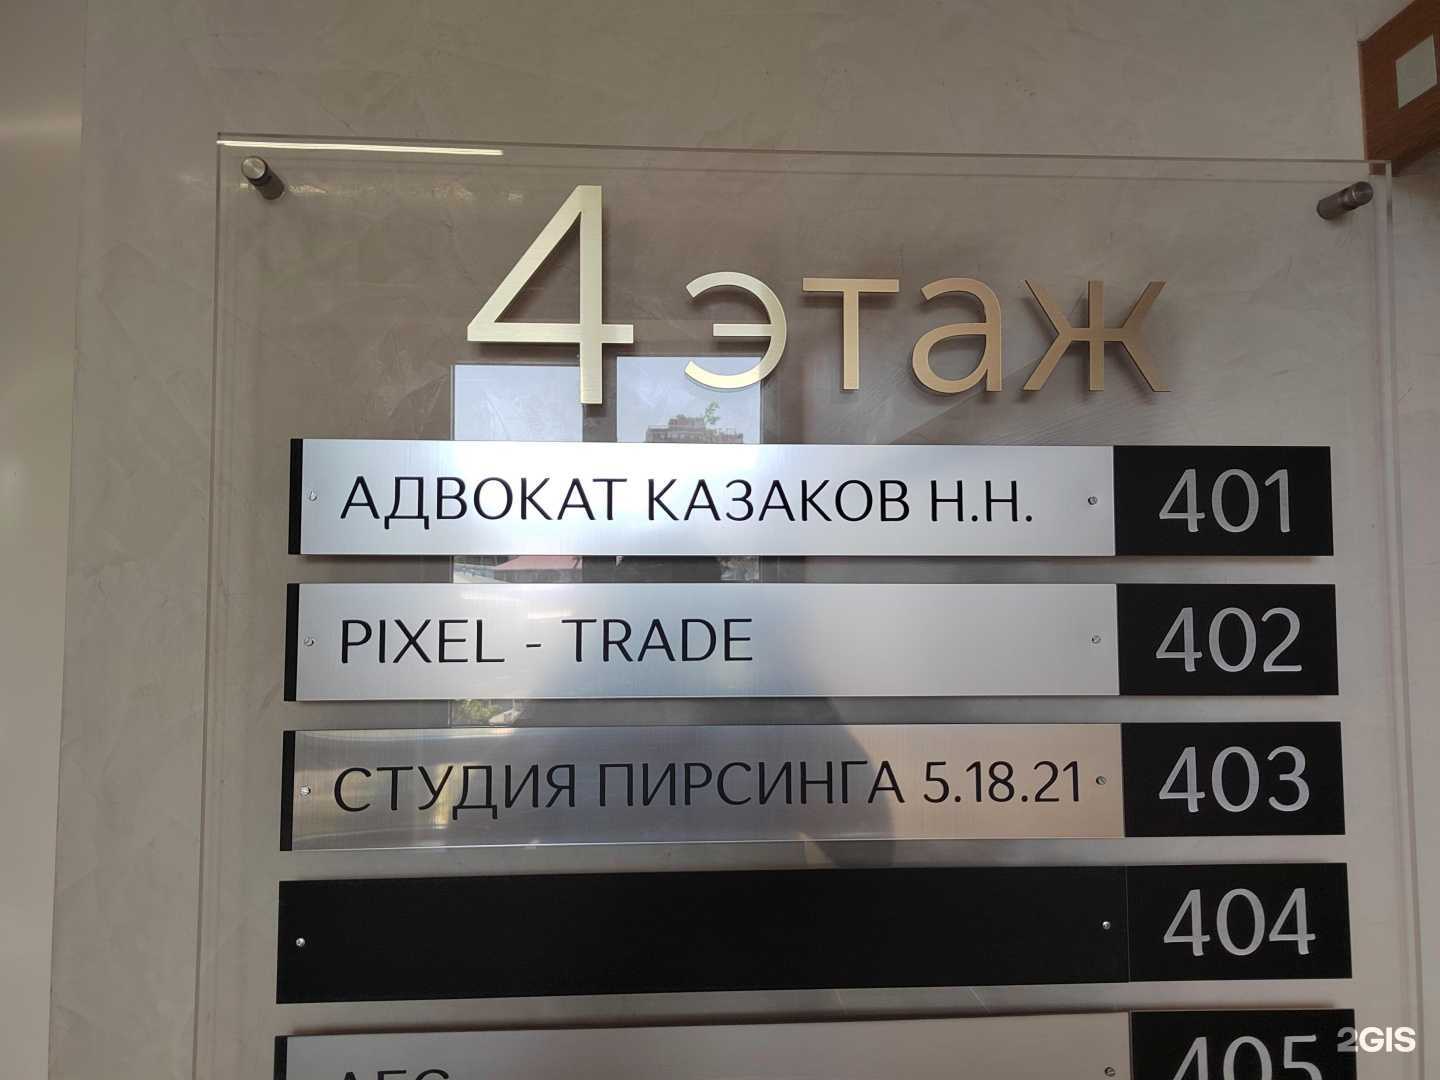 4 этаж
АДВОКАТ КАЗАКОВ Н.Н. 401
PIXEL - TRADE 402
СТУДИЯ ПИРСИНГА 5.18.21 403
404
405
2GIS